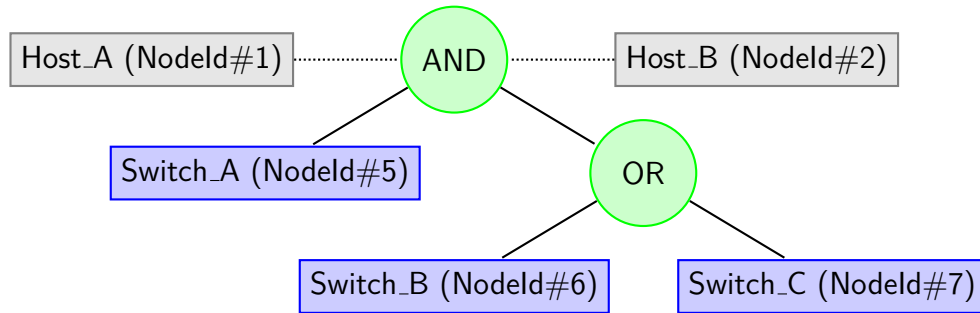 Host_A (NodeId#1)
AND
Host_B (NodeId#2)
Switch_A (NodeId#5)
OR
Switch_B (NodeId#6)
Switch_C (NodeId#7)